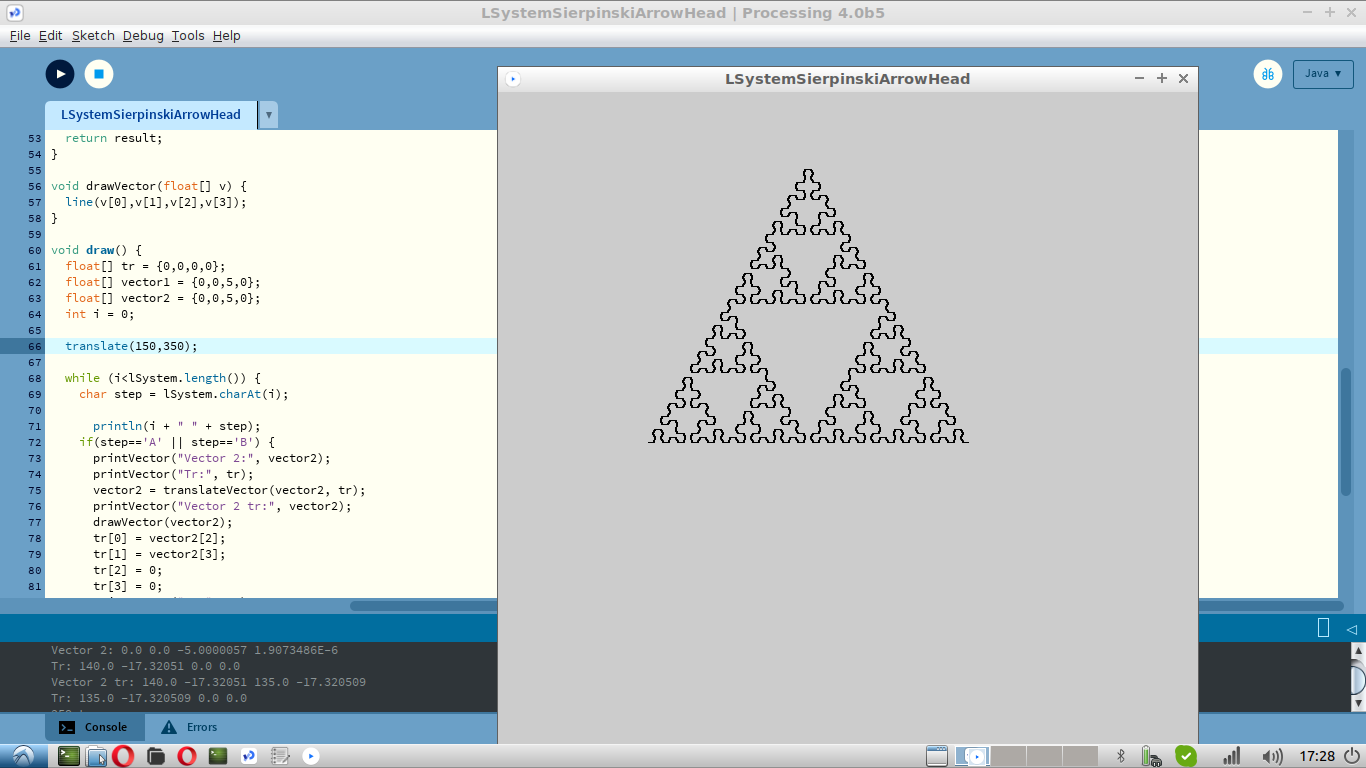 LSystemSierpinskiArrowHead | Processing 4.0b5
File Edit Sketch Debug Tools Help
Java ▾
LSystemSierpinskiArrowHead
LSystemSierpinskiArrowHead
53 return result;
54 }
55
56 void drawVector(float[] v) {
57 line(v[0],v[1],v[2],v[3]);
58 }
59
60 void draw() {
61 float[] tr = {0,0,0,0};
62 float[] vector1 = {0,0,5,0};
63 float[] vector2 = {0,0,5,0};
64 int i = 0;
65
66 translate(150,350);
67
68 while (i<lSystem.length()) {
69 char step = lSystem.charAt(i);
70
71 println(i + " " + step);
72 if(step=='A' || step=='B') {
73 printVector("Vector 2:", vector2);
74 printVector("Tr:", tr);
75 vector2 = translateVector(vector2, tr);
76 printVector("Vector 2 tr:", vector2);
77 drawVector(vector2);
78 tr[0] = vector2[2];
79 tr[1] = vector2[3];
80 tr[2] = 0;
81 tr[3] = 0;
Vector 2: 0.0 0.0 -5.0000057 1.9073486E-6
Tr: 140.0 -17.32051 0.0 0.0
Vector 2 tr: 140.0 -17.32051 135.0 -17.320509
Tr: 135.0 -17.320509 0.0 0.0
Console Errors
17:28